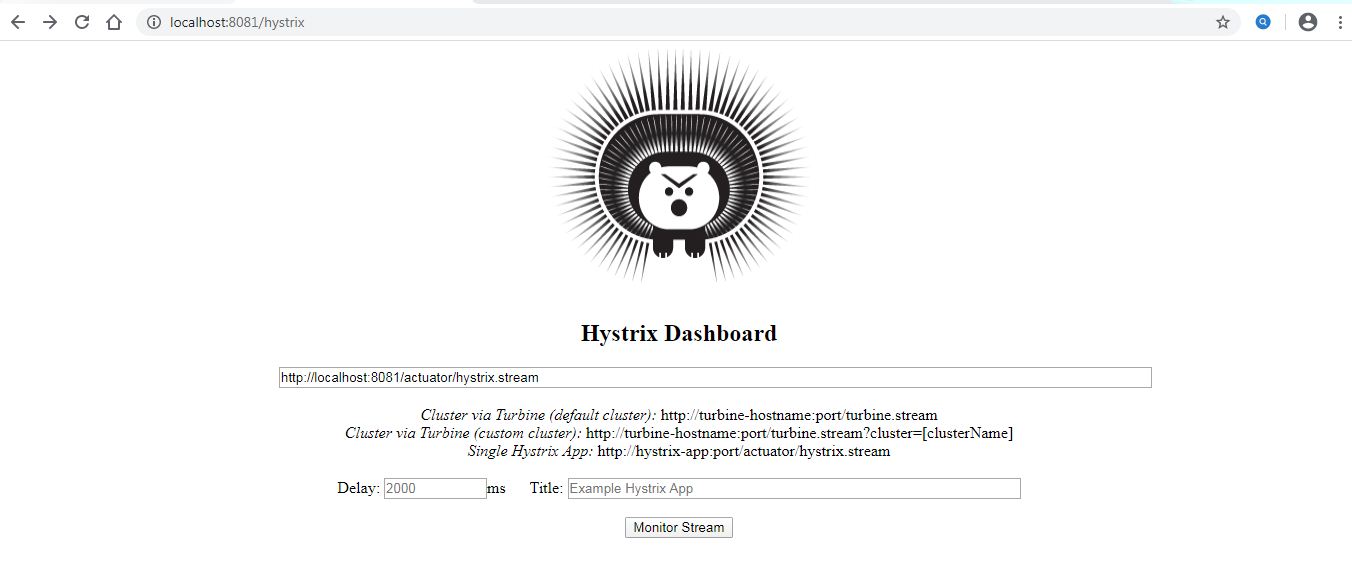 localhost:8081/hystrix
Hystrix Dashboard
http://localhost:8081/actuator/hystrix.stream
Cluster via Turbine (default cluster): http://turbine-hostname:port/turbine.stream
Cluster via Turbine (custom cluster): http://turbine-hostname:port/turbine.stream?cluster=[clusterName]
Single Hystrix App: http://hystrix-app:port/actuator/hystrix.stream
Delay: 2000 ms Title: Example Hystrix App
Monitor Stream